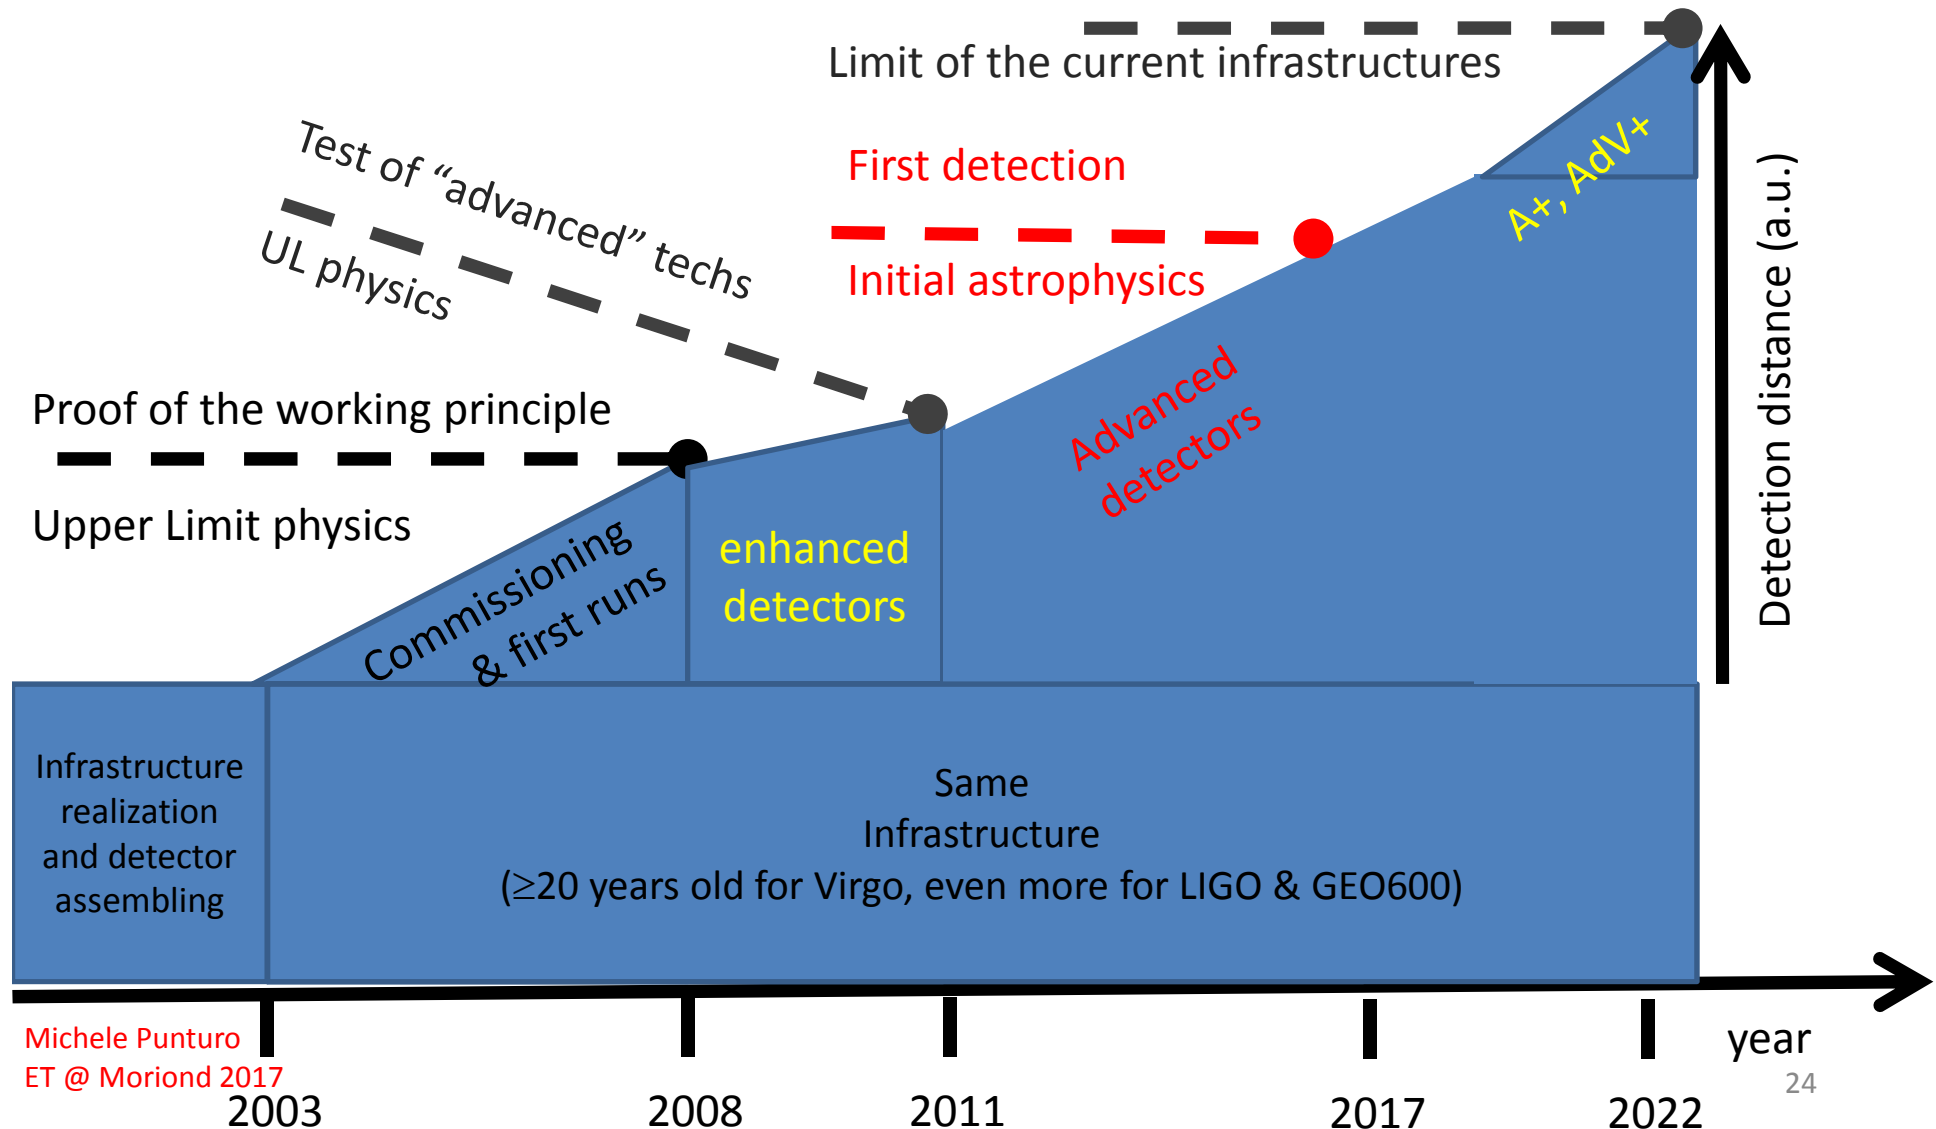 Limit of the current infrastructures
Test of “advanced” techs
UL physics
First detection
Initial astrophysics
A+, AdV+
Detection distance (a.u.)
Proof of the working principle
Upper Limit physics
Advanced
detectors
Commissioning
& first runs
enhanced
detectors
Infrastructure
realization
and detector
assembling
Same
Infrastructure
(≥20 years old for Virgo, even more for LIGO & GEO600)
Michele Punturo
ET @ Moriond 2017
year
24
2003
2008
2011
2017
2022